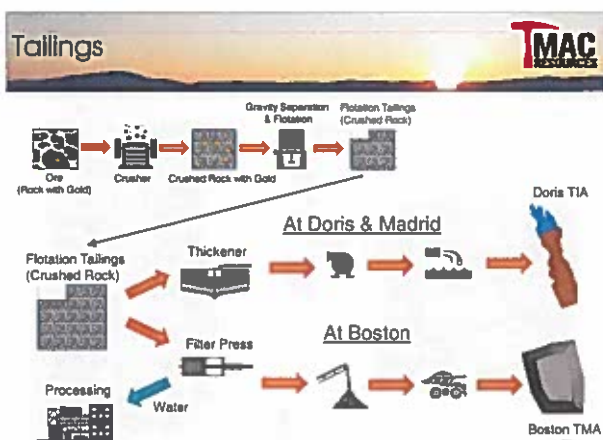 Tailings
TMAC
RESOURCES
Gravity Separation
& Flotation
Flotation Tailings
(Crushed Rock)
Ore
(Rock with Gold)
Crusher
Crushed Rock with Gold
Doris TIA
At Doris & Madrid
Flotation Tailings
(Crushed Rock)
Thickener
At Boston
Filter Press
Processing
Water
Boston TMA